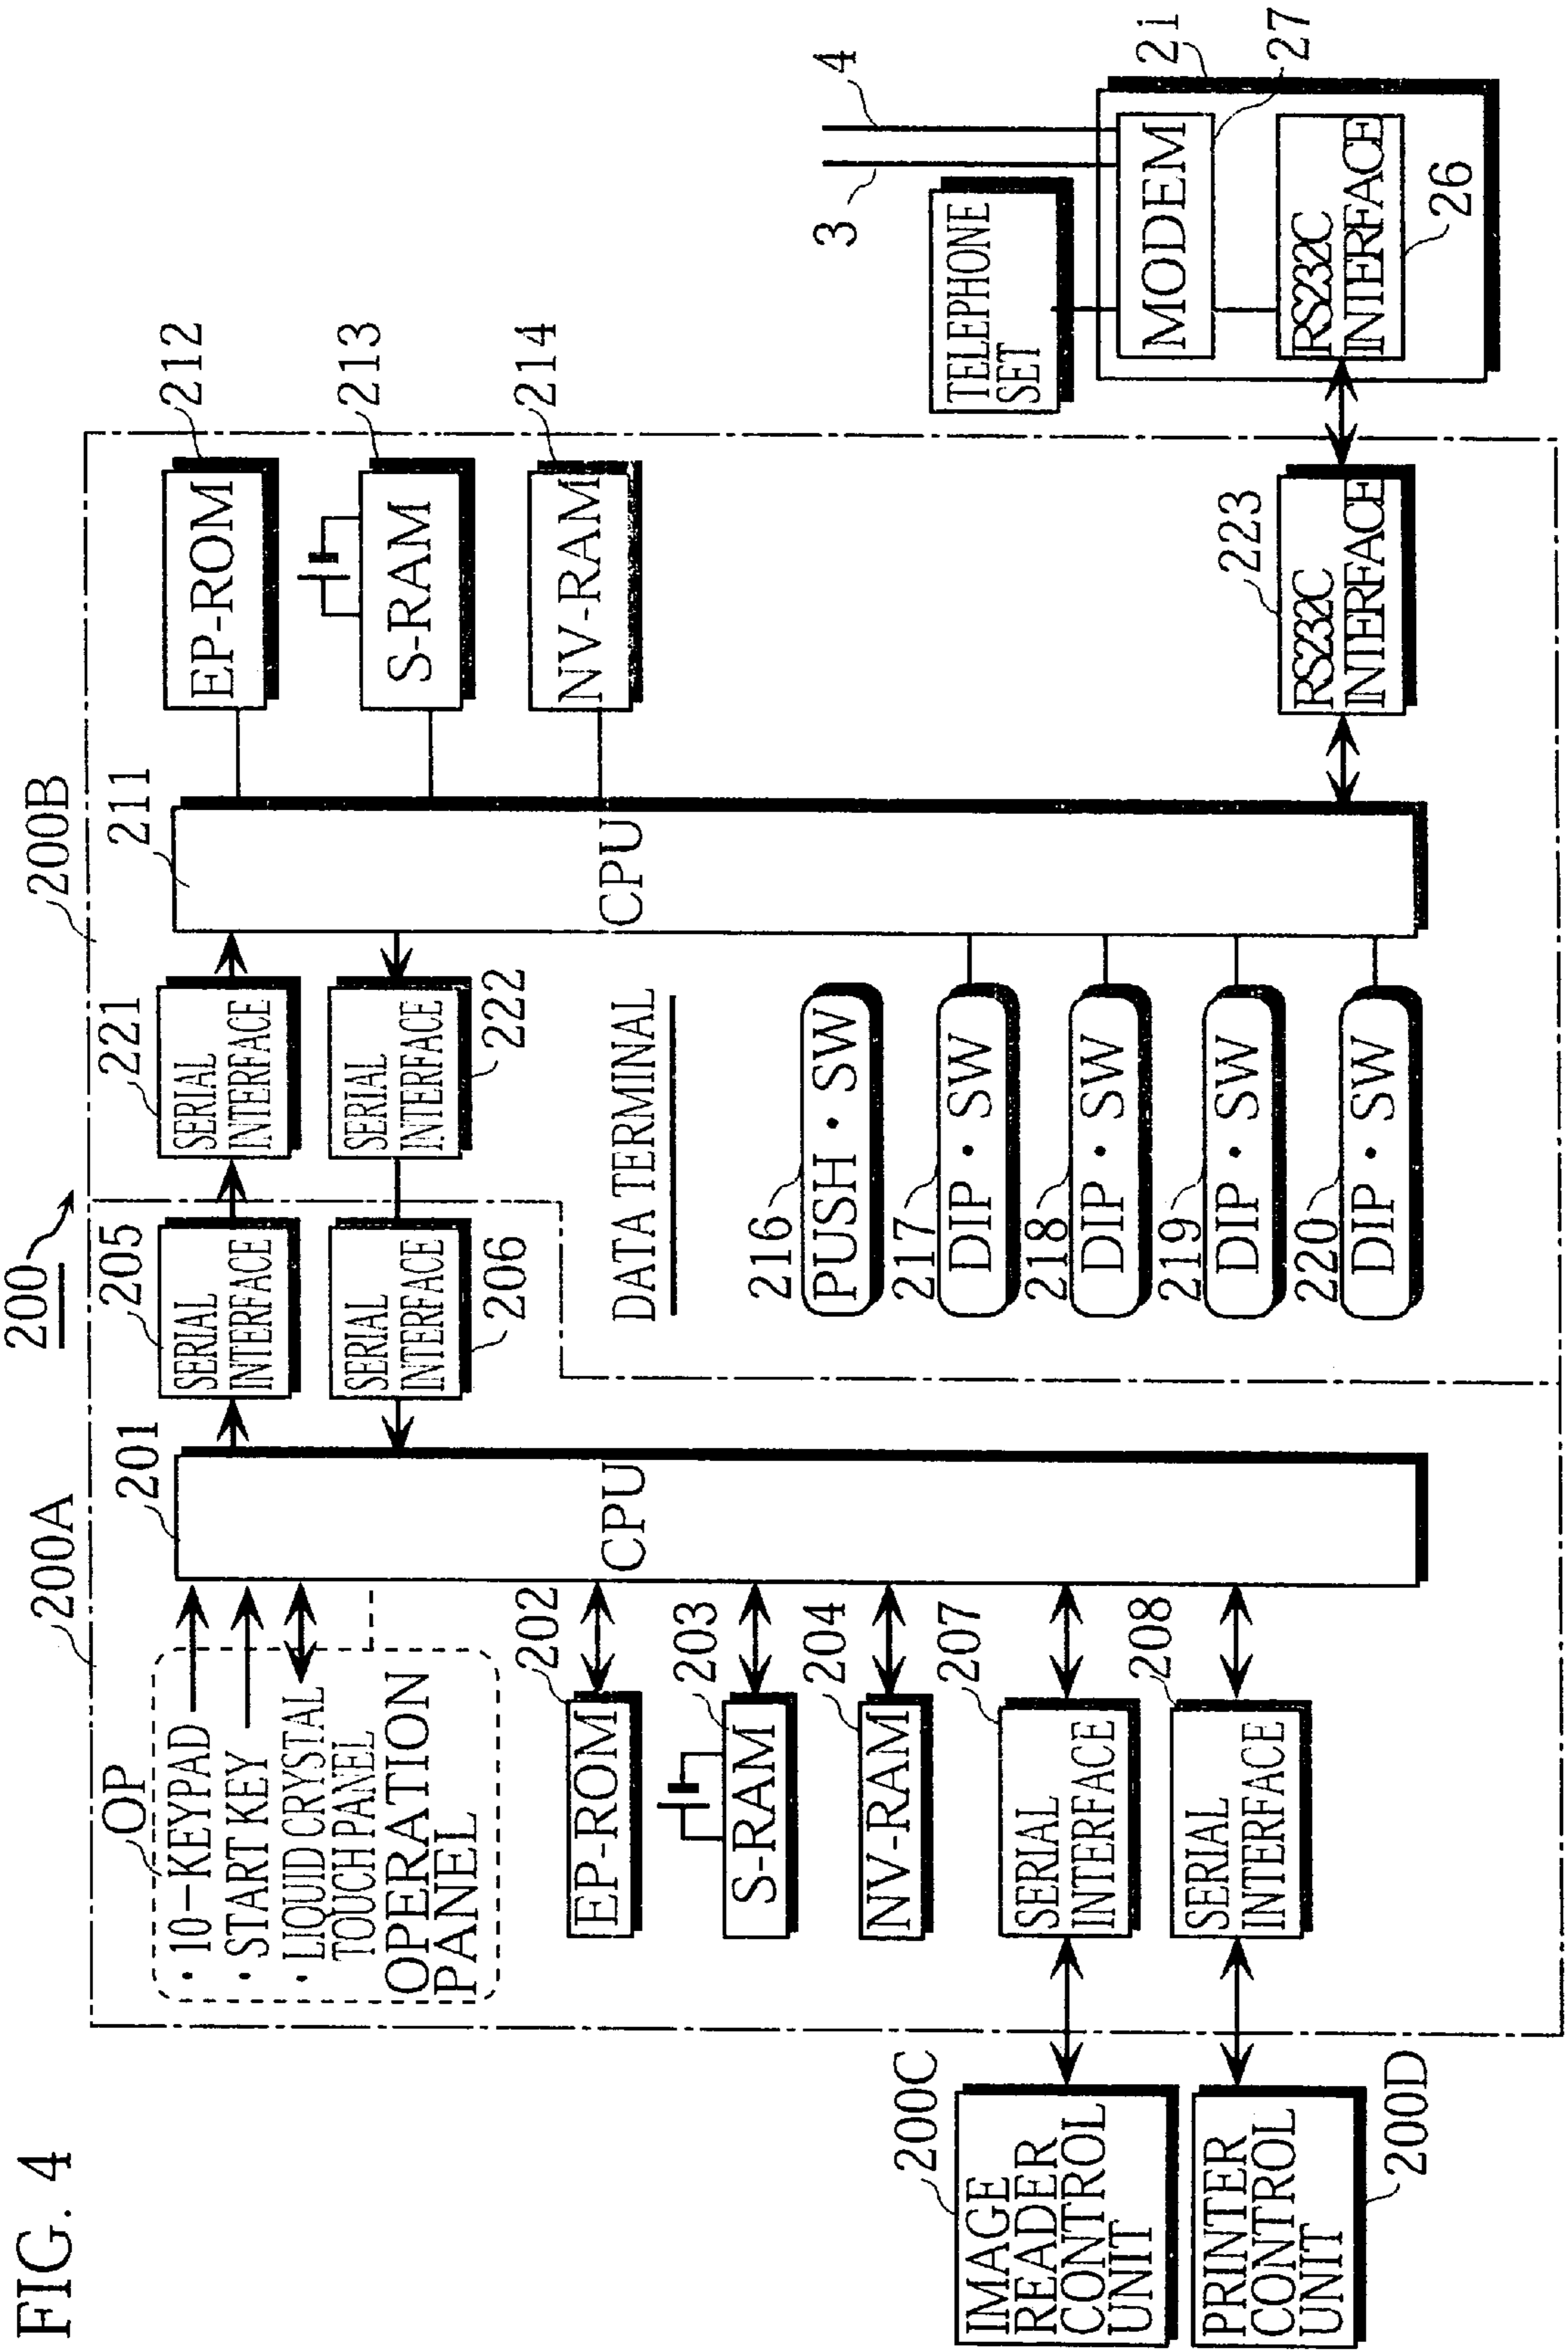 FIG. 4
200
200A
200B
OP
· 10-KEYPAD
· START KEY
· LIQUID CRYSTAL
TOUCH PANEL
OPERATION
PANEL
201
CPU
202
EP-ROM
203
S-RAM
204
NV-RAM
207
SERIAL
INTERFACE
208
SERIAL
INTERFACE
200C
IMAGE
READER
CONTROL
UNIT
200D
PRINTER
CONTROL
UNIT
205
SERIAL
INTERFACE
206
SERIAL
INTERFACE
221
SERIAL
INTERFACE
222
SERIAL
INTERFACE
DATA TERMINAL
216
PUSH · SW
217
DIP · SW
218
DIP · SW
219
DIP · SW
220
DIP · SW
211
CPU
212
EP-ROM
213
S-RAM
214
NV-RAM
223
RS232C
INTERFACE
TELEPHONE
SET
3
4
MODEM
2i
27
RS232C
INTERFACE
26